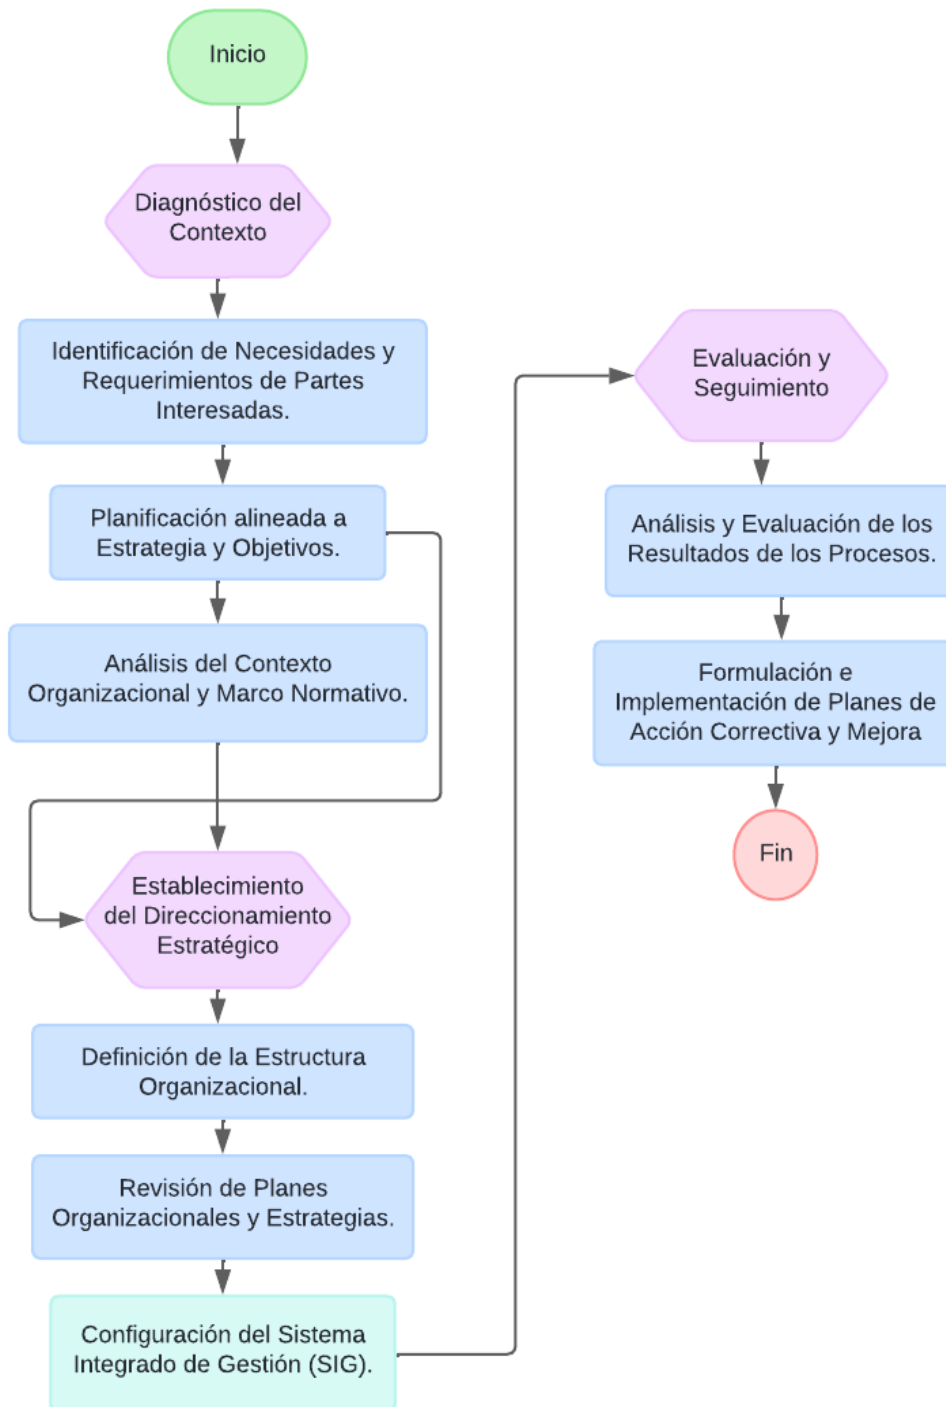 Inicio
Diagnóstico del
Contexto
Identificación de Necesidades y
Requerimientos de Partes
Interesadas.
Planificación alineada a
Estrategia y Objetivos.
Análisis del Contexto
Organizacional y Marco Normativo.
Establecimiento
del Direccionamiento
Estratégico
Definición de la Estructura
Organizacional.
Revisión de Planes
Organizacionales y Estrategias.
Configuración del Sistema
Integrado de Gestión (SIG).
Evaluación y
Seguimiento
Análisis y Evaluación de los
Resultados de los Procesos.
Formulación e
Implementación de Planes de
Acción Correctiva y Mejora
Fin